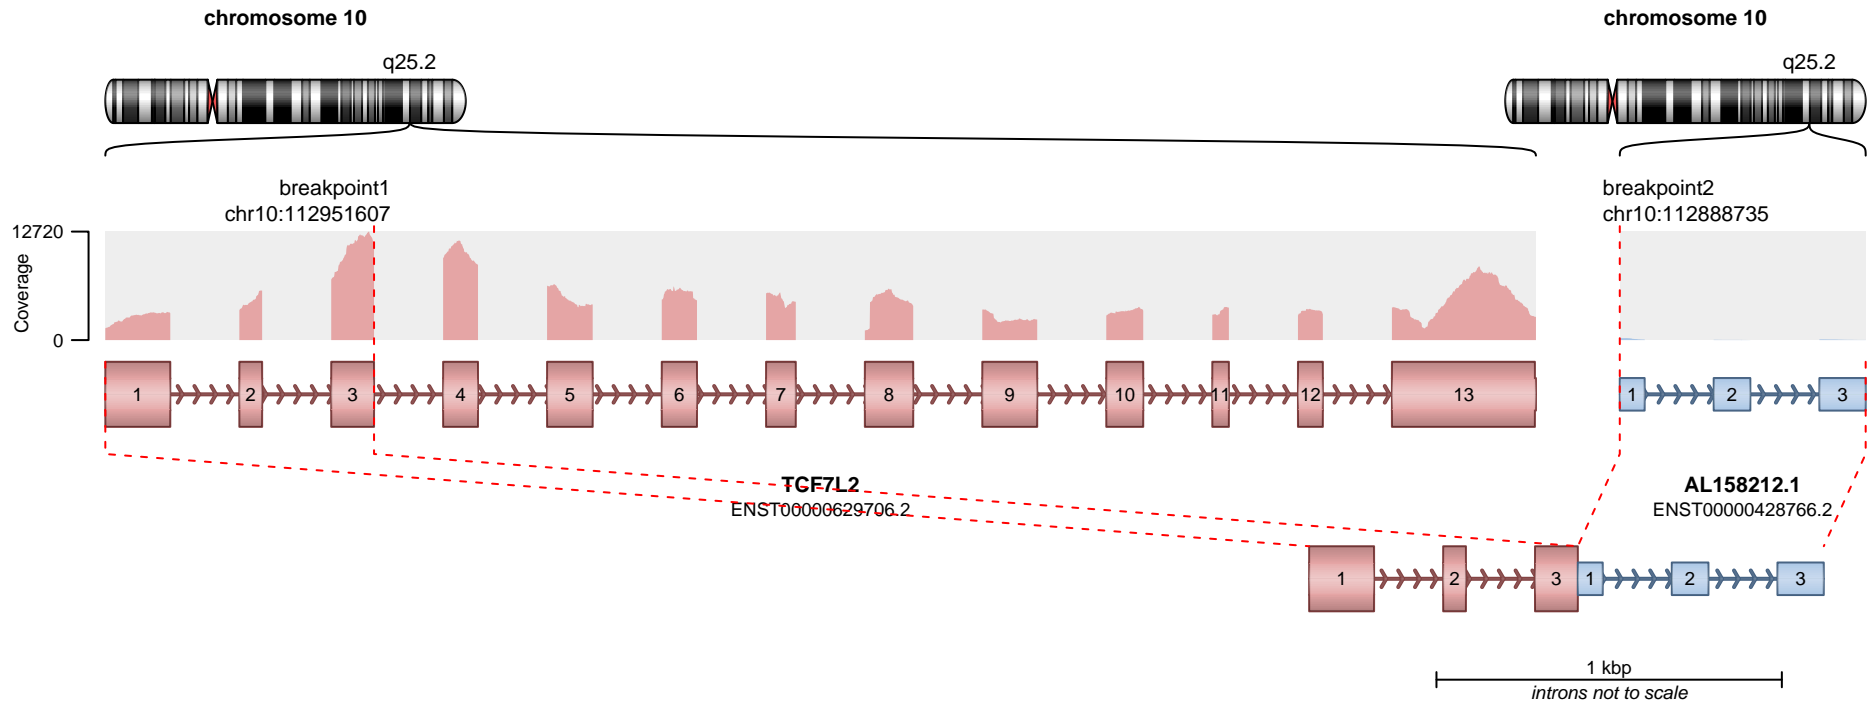 chromosome 10
chromosome 10
q25.2
q25.2
breakpoint1
chr10:112951607
breakpoint2
chr10:112888735
12720
Coverage
0
1 2 3 4 5 6 7 8 9 10 11 12 13
1 2 3
TCF7L2
ENST00000629706.2
AL158212.1
ENST00000428766.2
1 2 3 1 2 3
1 kbp
introns not to scale